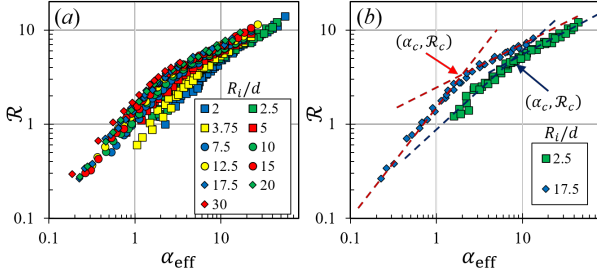 (a)
10
1
0.1
ℛ
0.1
1
10
α_eff
R_i/d
2
2.5
3.75
5
7.5
10
12.5
15
17.5
20
30
(b)
10
1
0.1
ℛ
0.1
1
10
α_eff
(α_c, ℛ_c)
(α_c, ℛ_c)
R_i/d
2.5
17.5